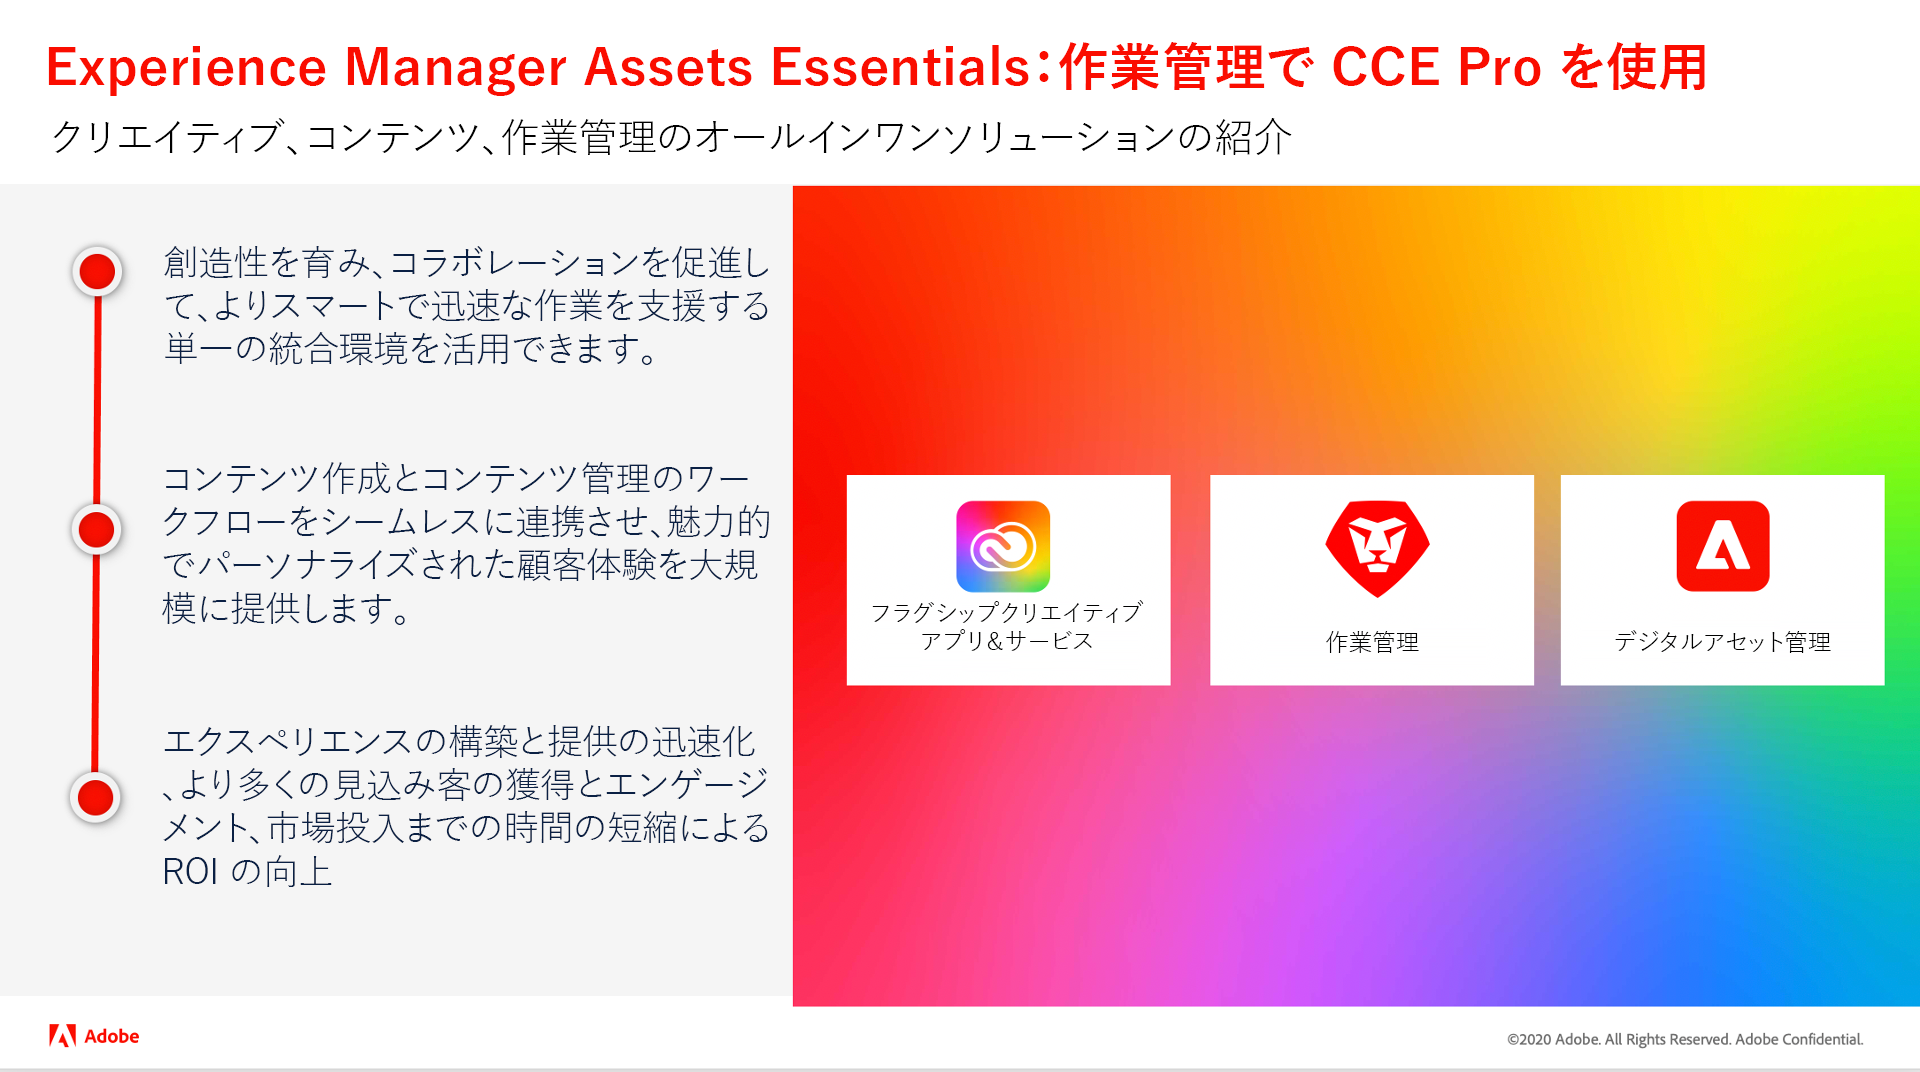 Experience Manager Assets Essentials：作業管理で CCE Pro を使用
クリエイティブ、コンテンツ、作業管理のオールインワンソリューションの紹介
創造性を育み、コラボレーションを促進し
て、よりスマートで迅速な作業を支援する
単一の統合環境を活用できます。
コンテンツ作成とコンテンツ管理のワー
クフローをシームレスに連携させ、魅力的
でパーソナライズされた顧客体験を大規
模に提供します。
エクスペリエンスの構築と提供の迅速化
、より多くの見込み客の獲得とエンゲージ
メント、市場投入までの時間の短縮による
ROI の向上
フラグシップクリエイティブ
アプリ&サービス
作業管理
デジタルアセット管理
Adobe
©2020 Adobe. All Rights Reserved. Adobe Confidential.